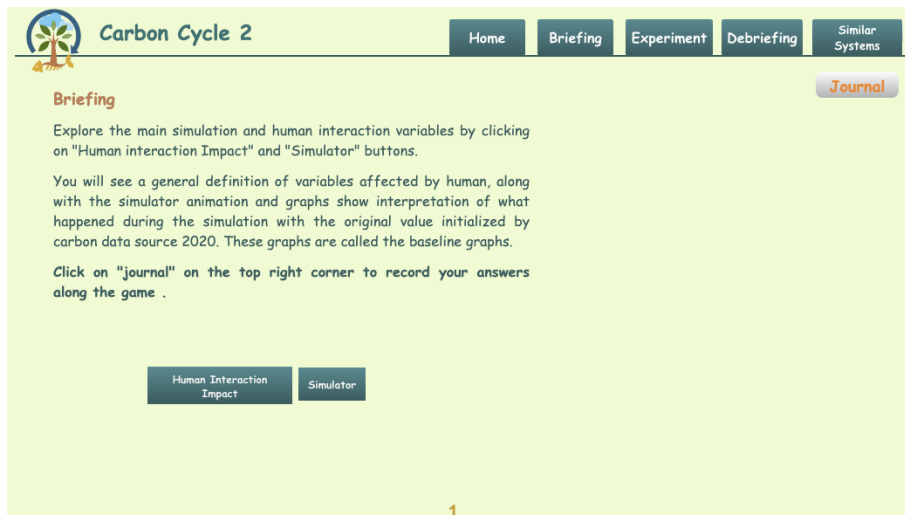 Carbon Cycle 2
Home
Briefing
Experiment
Debriefing
Similar
Systems
Journal
Briefing
Explore the main simulation and human interaction variables by clicking
on "Human interaction Impact" and "Simulator" buttons.
You will see a general definition of variables affected by human, along
with the simulator animation and graphs show interpretation of what
happened during the simulation with the original value initialized by
carbon data source 2020. These graphs are called the baseline graphs.
Click on "journal" on the top right corner to record your answers
along the game .
Human Interaction
Impact
Simulator
1